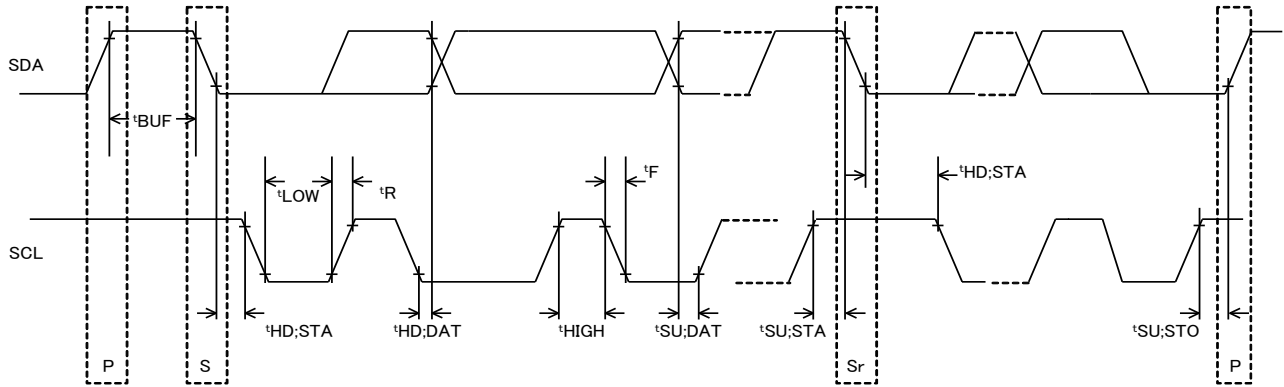 SDA
tBUF
tLOW
tR
tF
tHD;STA
SCL
tHD;STA
tHD;DAT
tHIGH
tSU;DAT
tSU;STA
tSU;STO
P
S
Sr
P